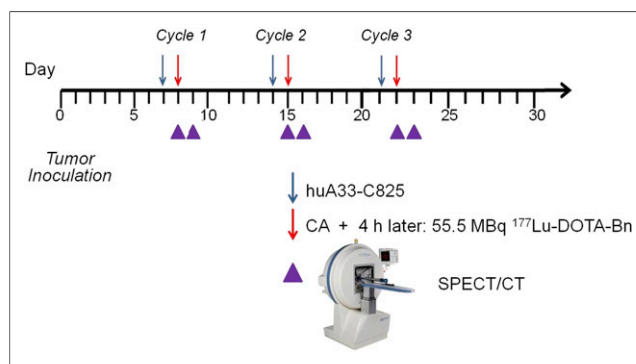 Cycle 1 Cycle 2 Cycle 3
Day
0 5 10 15 20 25 30
Tumor
Inoculation
huA33-C825
CA + 4 h later: 55.5 MBq ¹⁷⁷Lu-DOTA-Bn
SPECT/CT